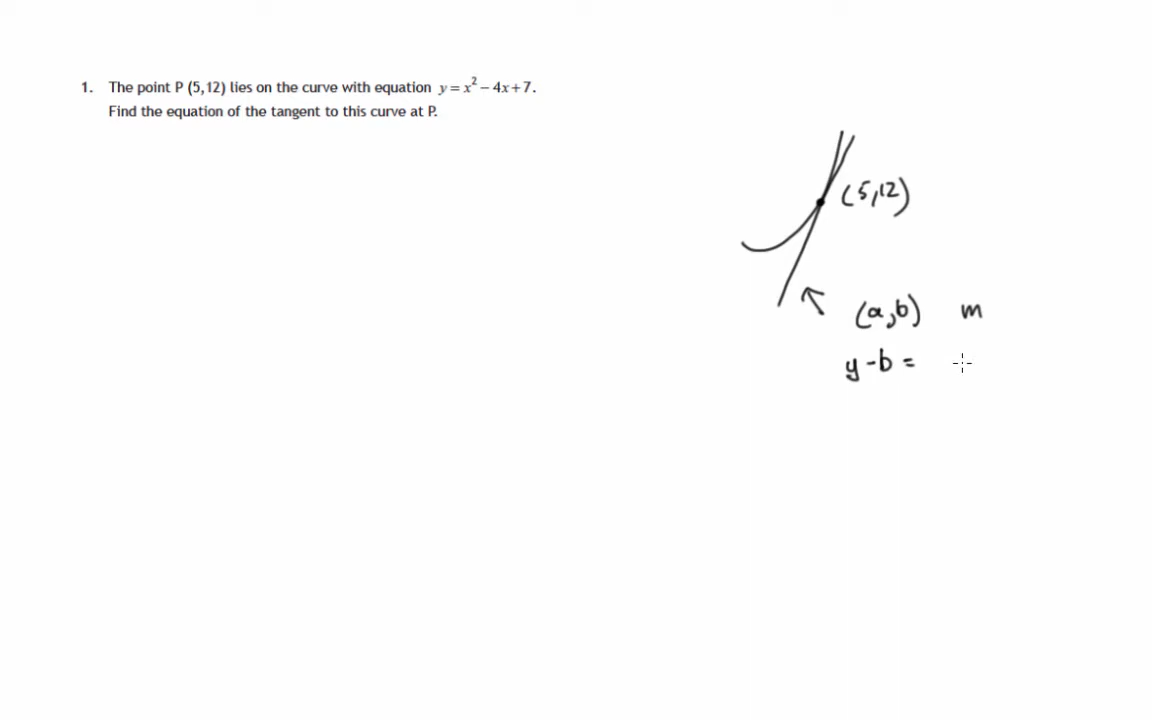 1. The point P (5,12) lies on the curve with equation y = x² – 4x + 7.
Find the equation of the tangent to this curve at P.
(5,12)
(a,b) m
y - b =